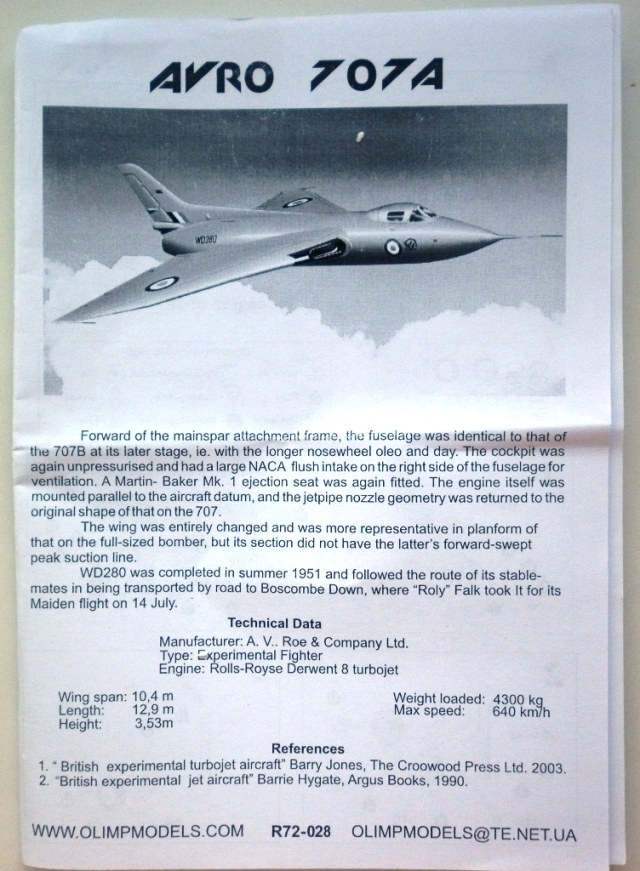 AVRO 707A
WD280
Forward of the mainspar attachment frame, the fuselage was identical to that of
the 707B at its later stage, ie. with the longer nosewheel oleo and day. The cockpit was
again unpressurised and had a large NACA flush intake on the right side of the fuselage for
ventilation. A Martin- Baker Mk. 1 ejection seat was again fitted. The engine itself was
mounted parallel to the aircraft datum, and the jetpipe nozzle geometry was returned to the
original shape of that on the 707.
The wing was entirely changed and was more representative in planform of
that on the full-sized bomber, but its section did not have the latter's forward-swept
peak suction line.
WD280 was completed in summer 1951 and followed the route of its stable-
mates in being transported by road to Boscombe Down, where "Roly" Falk took It for its
Maiden flight on 14 July.
Technical Data
Manufacturer: A. V.. Roe & Company Ltd.
Type: Experimental Fighter
Engine: Rolls-Royse Derwent 8 turbojet
Wing span: 10,4 m
Length: 12,9 m
Height: 3,53m
Weight loaded: 4300 kg
Max speed: 640 km/h
References
1. " British experimental turbojet aircraft" Barry Jones, The Croowood Press Ltd. 2003.
2. "British experimental jet aircraft" Barrie Hygate, Argus Books, 1990.
WWW.OLIMPMODELS.COM R72-028 OLIMPMODELS@TE.NET.UA